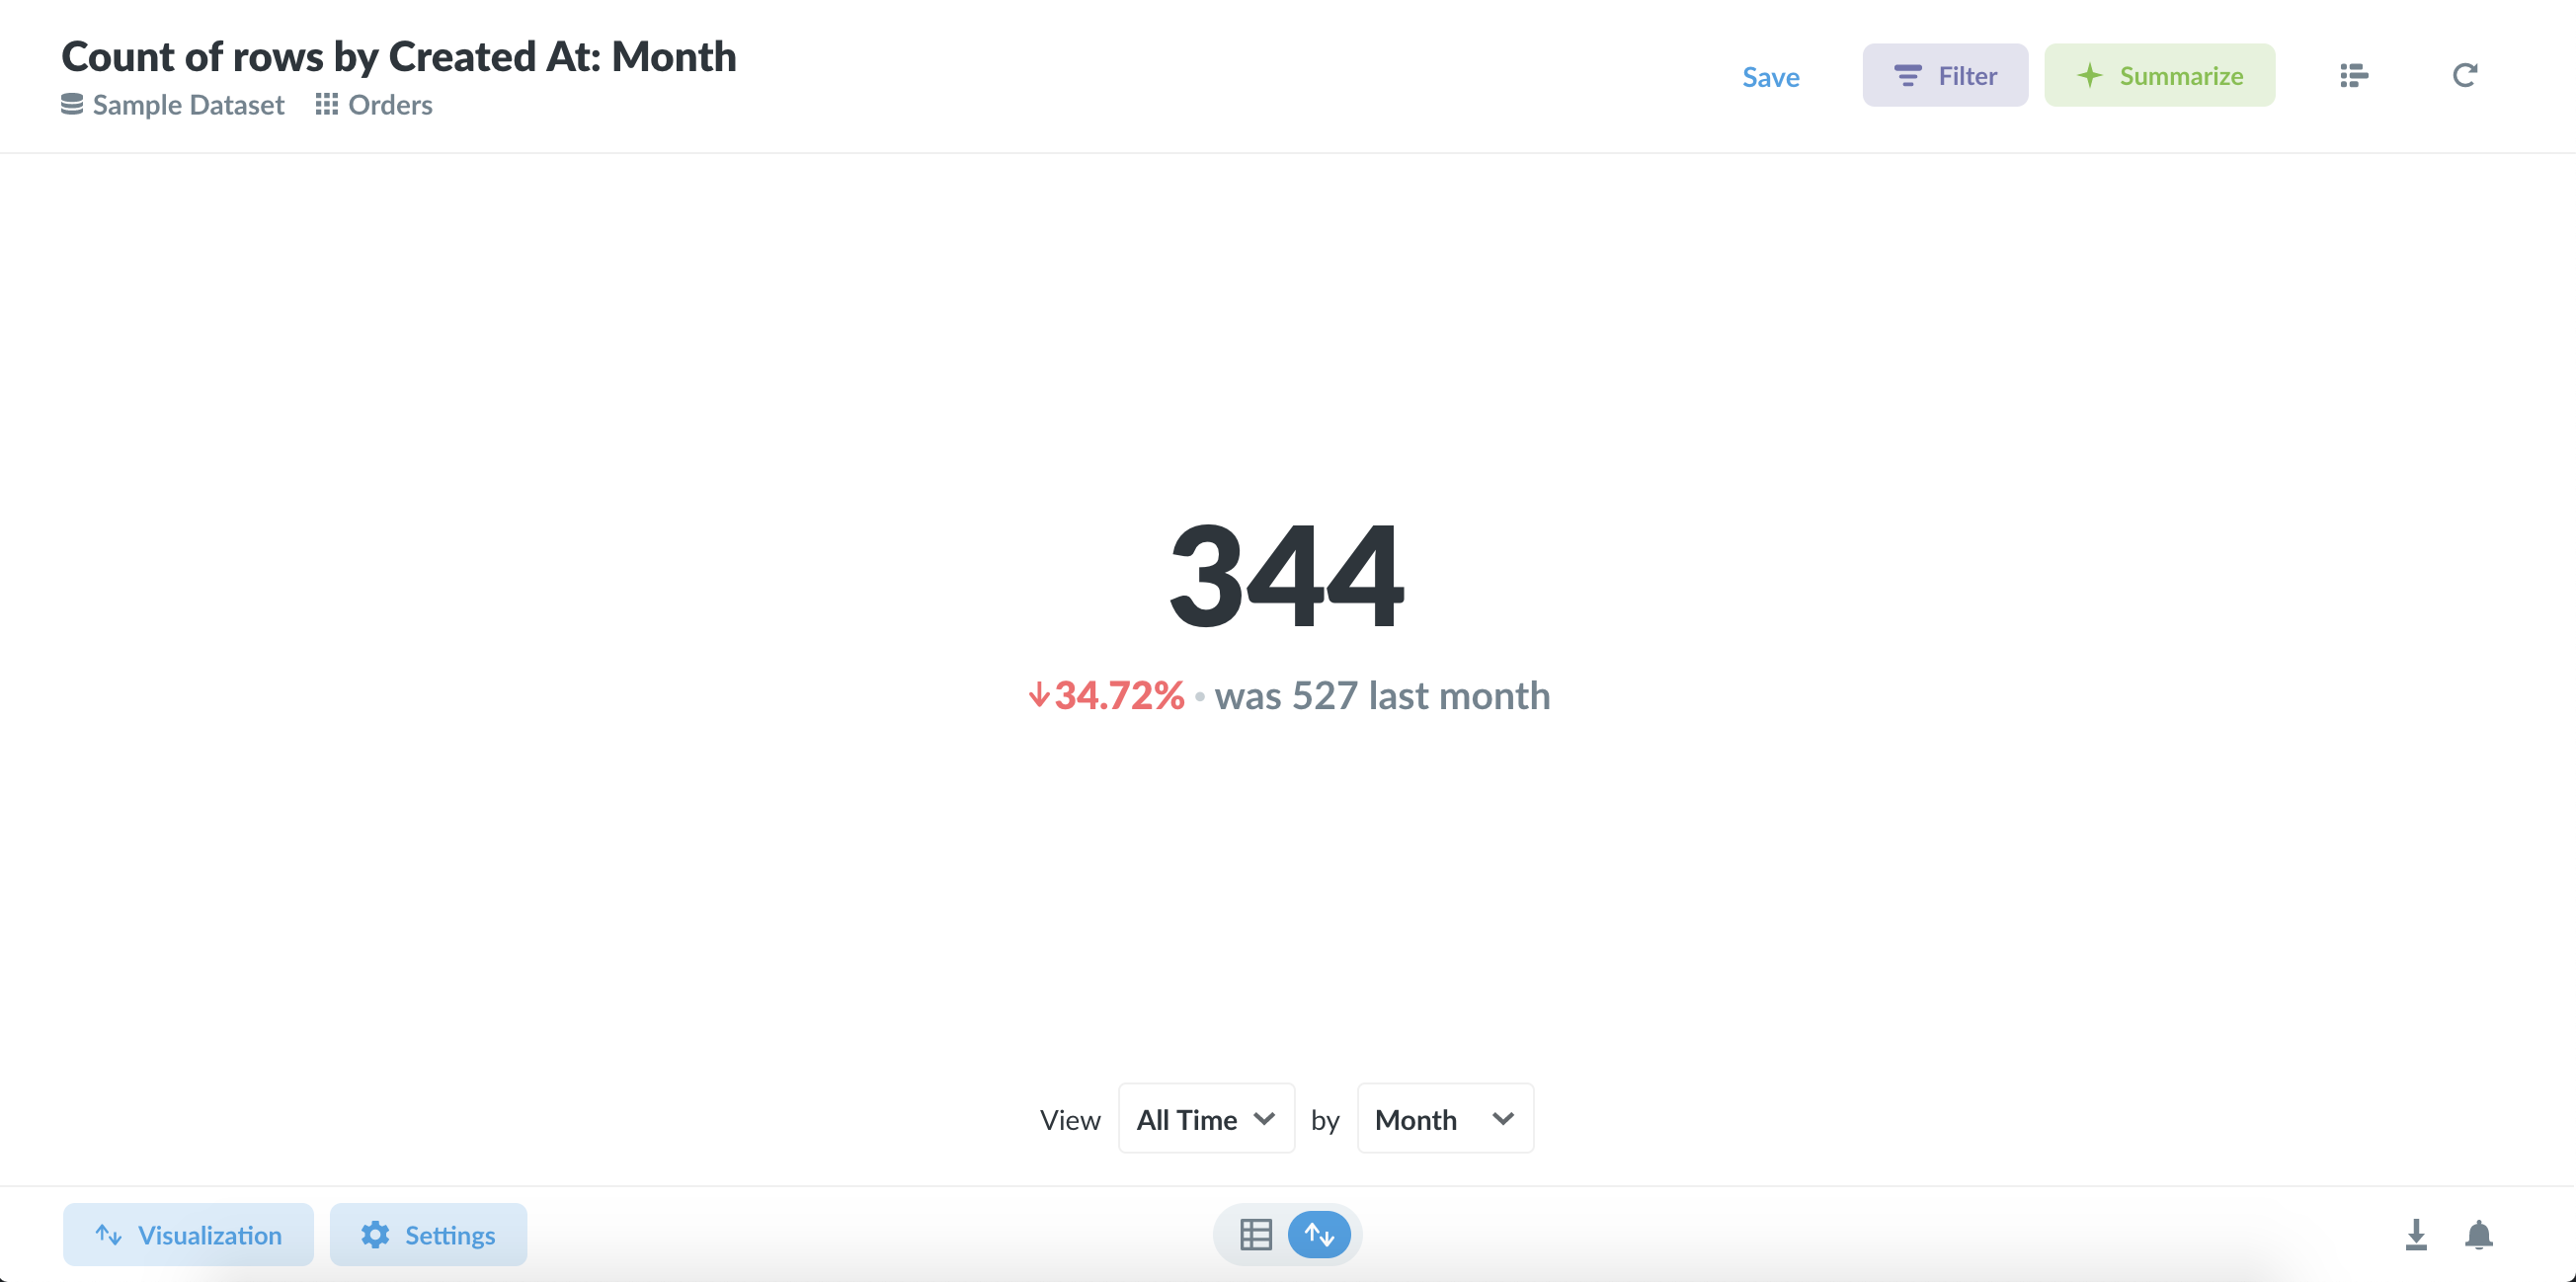 Count of rows by Created At: Month
Sample Dataset Orders
Save Filter Summarize
344
34.72% • was 527 last month
View All Time by Month
Visualization Settings